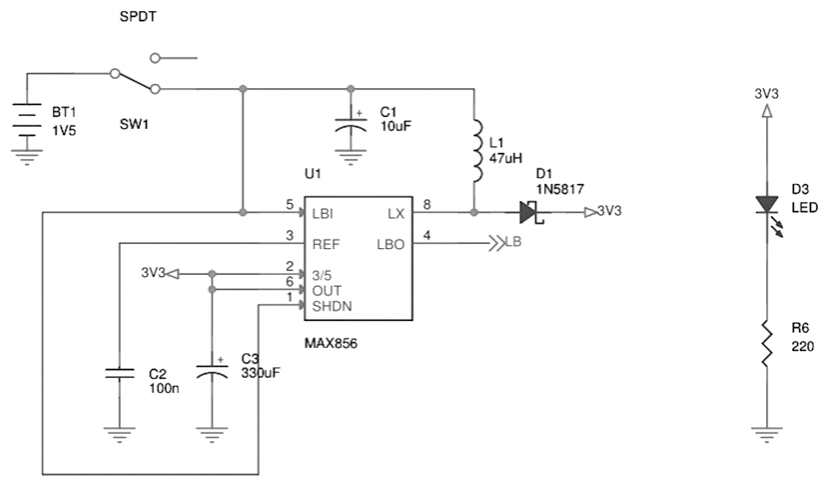 SPDT
BT1
1V5
SW1
C1
10uF
L1
47uH
3V3
U1
D1
1N5817
D3
LED
5
LBI
LX
8
3V3
3
REF
LBO
4
LB
3V3
2
3/5
6
OUT
1
SHDN
MAX856
C3
330uF
C2
100n
R6
220